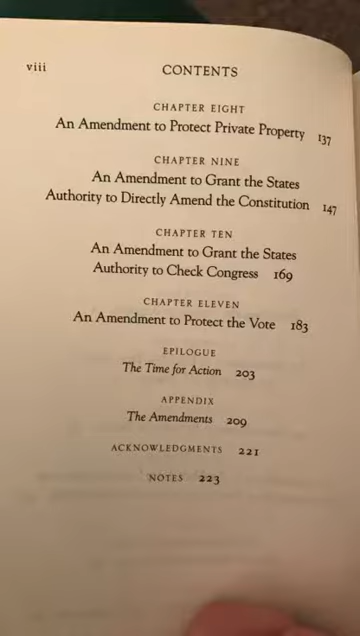 viii
CONTENTS
CHAPTER EIGHT
An Amendment to Protect Private Property 137
CHAPTER NINE
An Amendment to Grant the States
Authority to Directly Amend the Constitution 147
CHAPTER TEN
An Amendment to Grant the States
Authority to Check Congress 169
CHAPTER ELEVEN
An Amendment to Protect the Vote 183
EPILOGUE
The Time for Action 203
APPENDIX
The Amendments 209
ACKNOWLEDGMENTS 221
NOTES 223